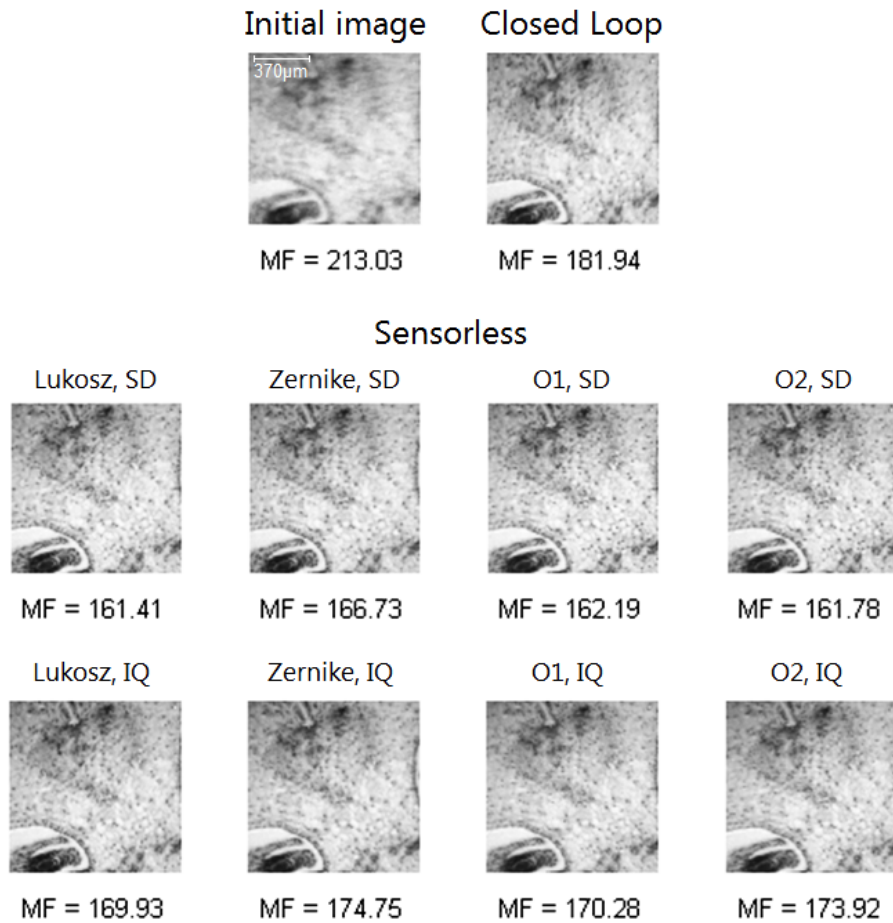 Initial image Closed Loop
370µm
MF = 213.03 MF = 181.94
Sensorless
Lukosz, SD Zernike, SD O1, SD O2, SD
MF = 161.41 MF = 166.73 MF = 162.19 MF = 161.78
Lukosz, IQ Zernike, IQ O1, IQ O2, IQ
MF = 169.93 MF = 174.75 MF = 170.28 MF = 173.92